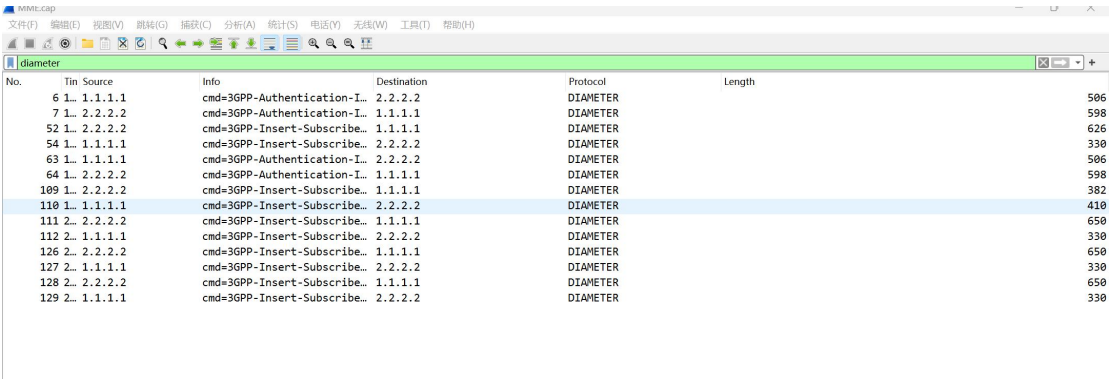 MME.cap
文件(F) 编辑(E) 视图(V) 跳转(G) 捕获(C) 分析(A) 统计(S) 电话(Y) 无线(W) 工具(T) 帮助(H)
diameter
No. Tin Source Info Destination Protocol Length
6 1… 1.1.1.1 cmd=3GPP-Authentication-I… 2.2.2.2 DIAMETER 506
7 1… 2.2.2.2 cmd=3GPP-Authentication-I… 1.1.1.1 DIAMETER 598
52 1… 2.2.2.2 cmd=3GPP-Insert-Subscribe… 1.1.1.1 DIAMETER 626
54 1… 1.1.1.1 cmd=3GPP-Insert-Subscribe… 2.2.2.2 DIAMETER 330
63 1… 1.1.1.1 cmd=3GPP-Authentication-I… 2.2.2.2 DIAMETER 506
64 1… 2.2.2.2 cmd=3GPP-Authentication-I… 1.1.1.1 DIAMETER 598
109 1… 2.2.2.2 cmd=3GPP-Insert-Subscribe… 1.1.1.1 DIAMETER 382
110 1… 1.1.1.1 cmd=3GPP-Insert-Subscribe… 2.2.2.2 DIAMETER 410
111 2… 2.2.2.2 cmd=3GPP-Insert-Subscribe… 1.1.1.1 DIAMETER 650
112 2… 1.1.1.1 cmd=3GPP-Insert-Subscribe… 2.2.2.2 DIAMETER 330
126 2… 2.2.2.2 cmd=3GPP-Insert-Subscribe… 1.1.1.1 DIAMETER 650
127 2… 1.1.1.1 cmd=3GPP-Insert-Subscribe… 2.2.2.2 DIAMETER 330
128 2… 2.2.2.2 cmd=3GPP-Insert-Subscribe… 1.1.1.1 DIAMETER 650
129 2… 1.1.1.1 cmd=3GPP-Insert-Subscribe… 2.2.2.2 DIAMETER 330